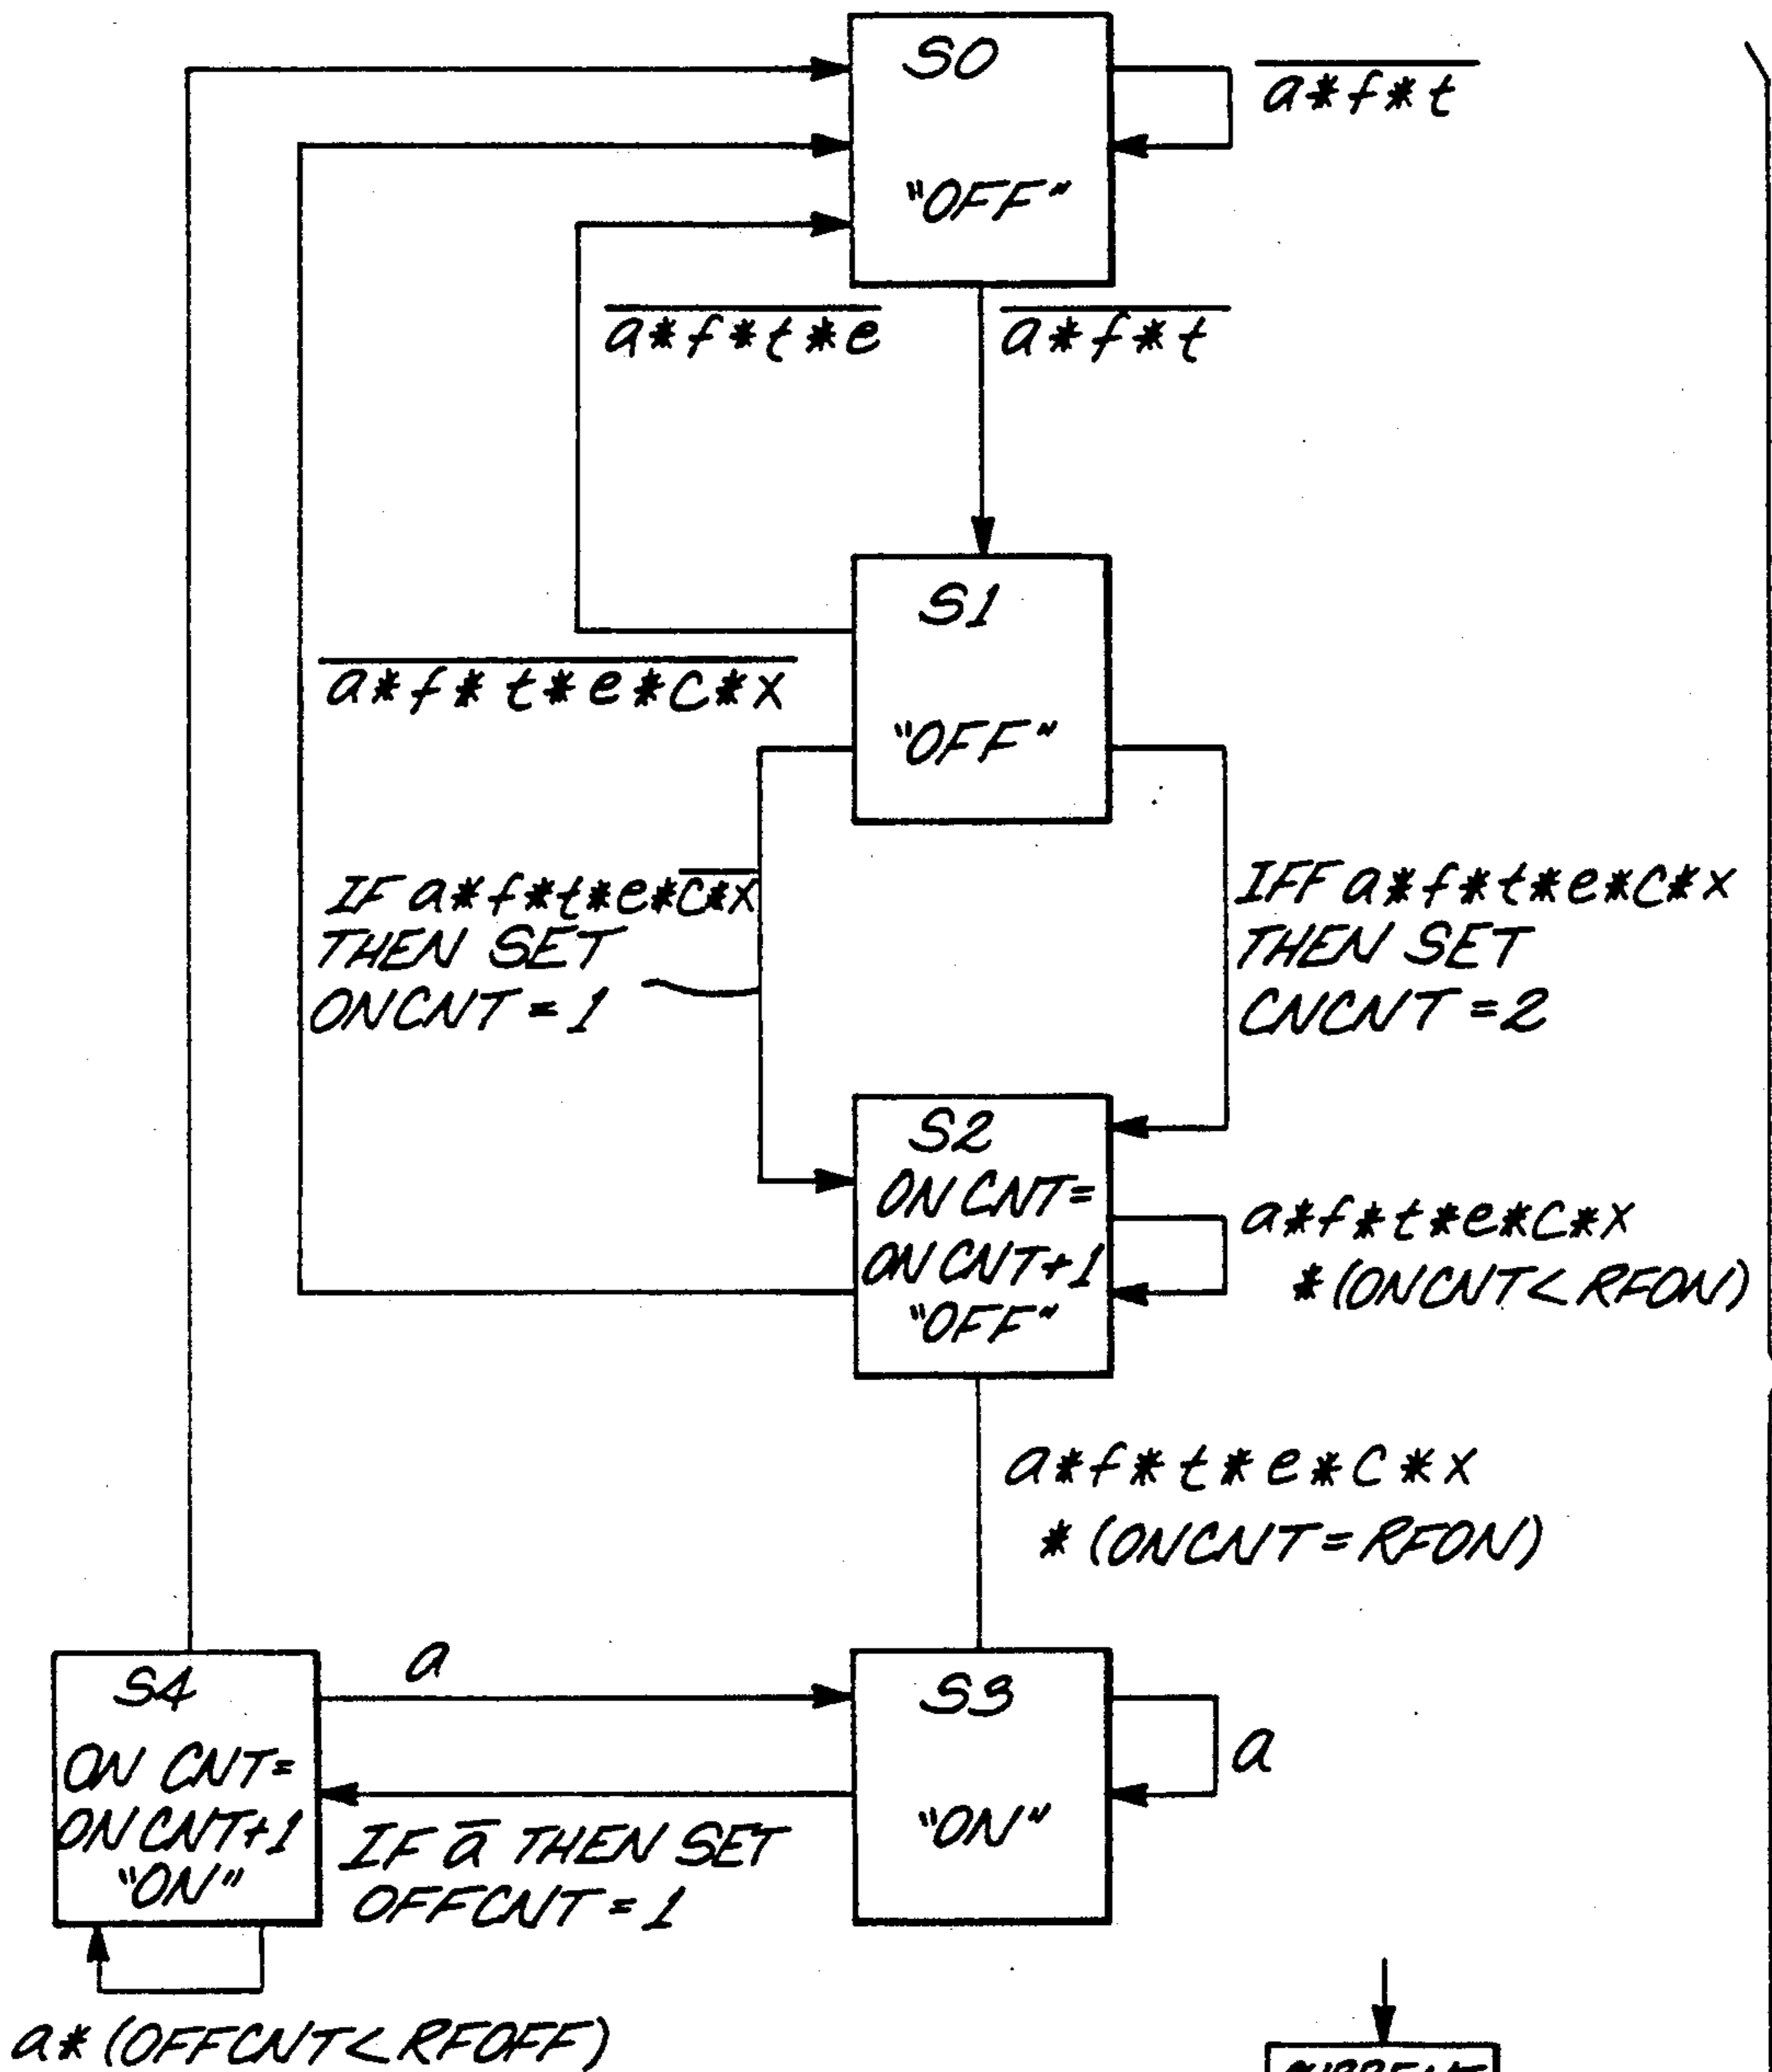 S0
"OFF"
a̅*̅f̅*̅t̅
a̅*̅f̅*̅t̅*̅e̅
a̅*̅f̅*̅t̅
S1
"OFF"
a̅*̅f̅*̅t̅*̅e̅*̅c̅*̅x̅
IF a*f*t*e*c̅*̅x̅
THEN SET
ONCNT = 1
IFF a*f*t*e*c*x
THEN SET
CNCNT = 2
S2
ON CNT=
ON CNT+1
"OFF"
a*f*t*e*c*x
*(ONCNT < RFON)
a*f*t*e*c*x
*(ONCNT = RFON)
S4
ON CNT=
ON CNT+1
"ON"
a
IF a̅ THEN SET
OFFCNT = 1
S3
"ON"
a
a*(OFFCNT < RFOFF)